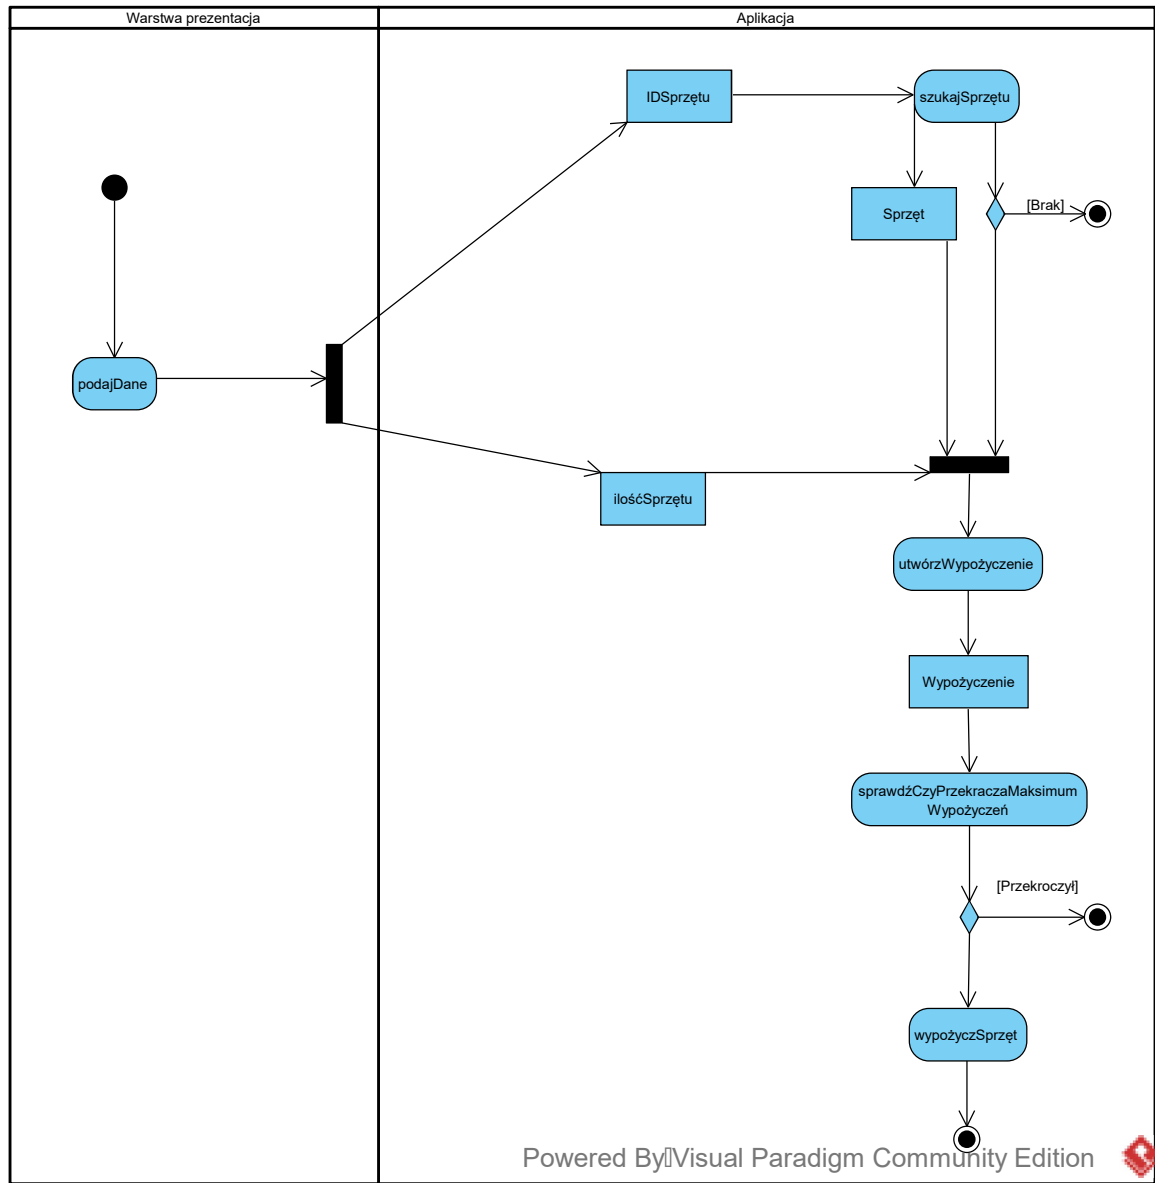 Warstwa prezentacja
Aplikacja
IDSprzętu
szukajSprzętu
Sprzęt
[Brak]
podajDane
ilośćSprzętu
utwórzWypożyczenie
Wypożyczenie
sprawdźCzyPrzekraczaMaksimum
Wypożyczeń
[Przekroczył]
wypożyczSprzęt
Powered By Visual Paradigm Community Edition